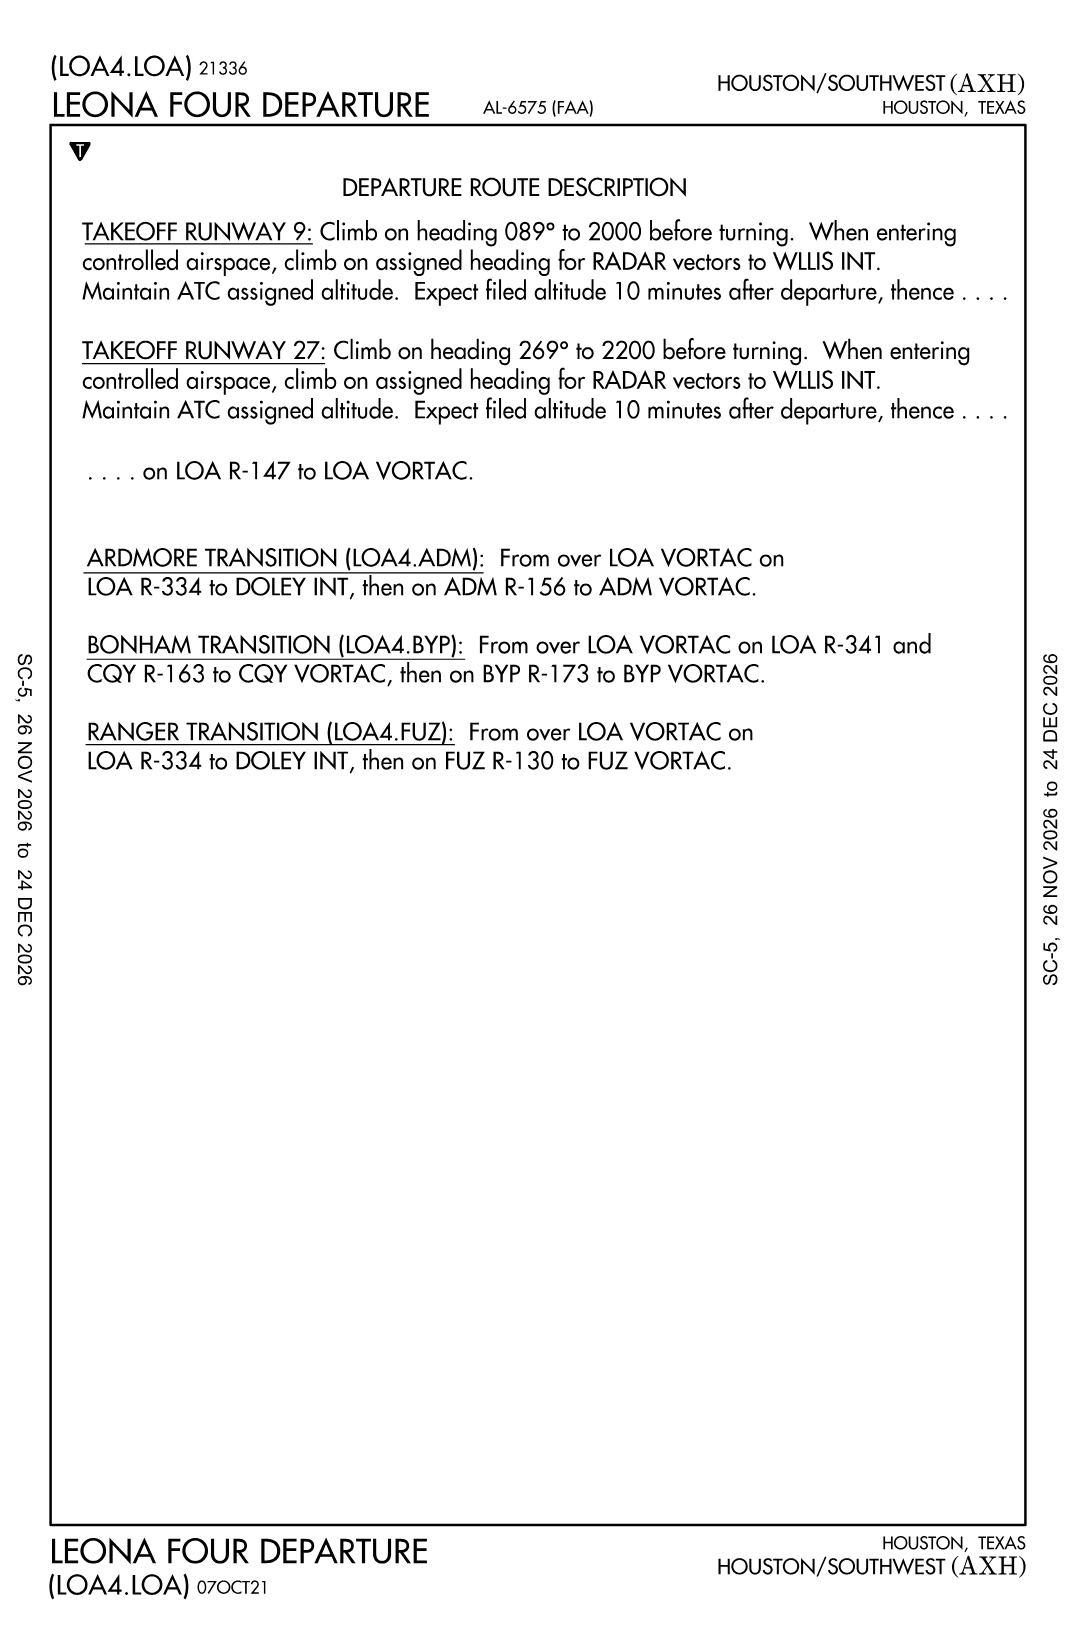 (LOA4.LOA) 21336
LEONA FOUR DEPARTURE
AL-6575 (FAA)
HOUSTON/SOUTHWEST (AXH)
HOUSTON, TEXAS
T
DEPARTURE ROUTE DESCRIPTION
TAKEOFF RUNWAY 9: Climb on heading 089° to 2000 before turning. When entering
controlled airspace, climb on assigned heading for RADAR vectors to WLLIS INT.
Maintain ATC assigned altitude. Expect filed altitude 10 minutes after departure, thence . . . .
TAKEOFF RUNWAY 27: Climb on heading 269° to 2200 before turning. When entering
controlled airspace, climb on assigned heading for RADAR vectors to WLLIS INT.
Maintain ATC assigned altitude. Expect filed altitude 10 minutes after departure, thence . . . .
. . . . on LOA R-147 to LOA VORTAC.
ARDMORE TRANSITION (LOA4.ADM): From over LOA VORTAC on
LOA R-334 to DOLEY INT, then on ADM R-156 to ADM VORTAC.
BONHAM TRANSITION (LOA4.BYP): From over LOA VORTAC on LOA R-341 and
CQY R-163 to CQY VORTAC, then on BYP R-173 to BYP VORTAC.
RANGER TRANSITION (LOA4.FUZ): From over LOA VORTAC on
LOA R-334 to DOLEY INT, then on FUZ R-130 to FUZ VORTAC.
SC-5, 26 NOV 2026 to 24 DEC 2026
SC-5, 26 NOV 2026 to 24 DEC 2026
LEONA FOUR DEPARTURE
(LOA4.LOA) 07OCT21
HOUSTON, TEXAS
HOUSTON/SOUTHWEST (AXH)